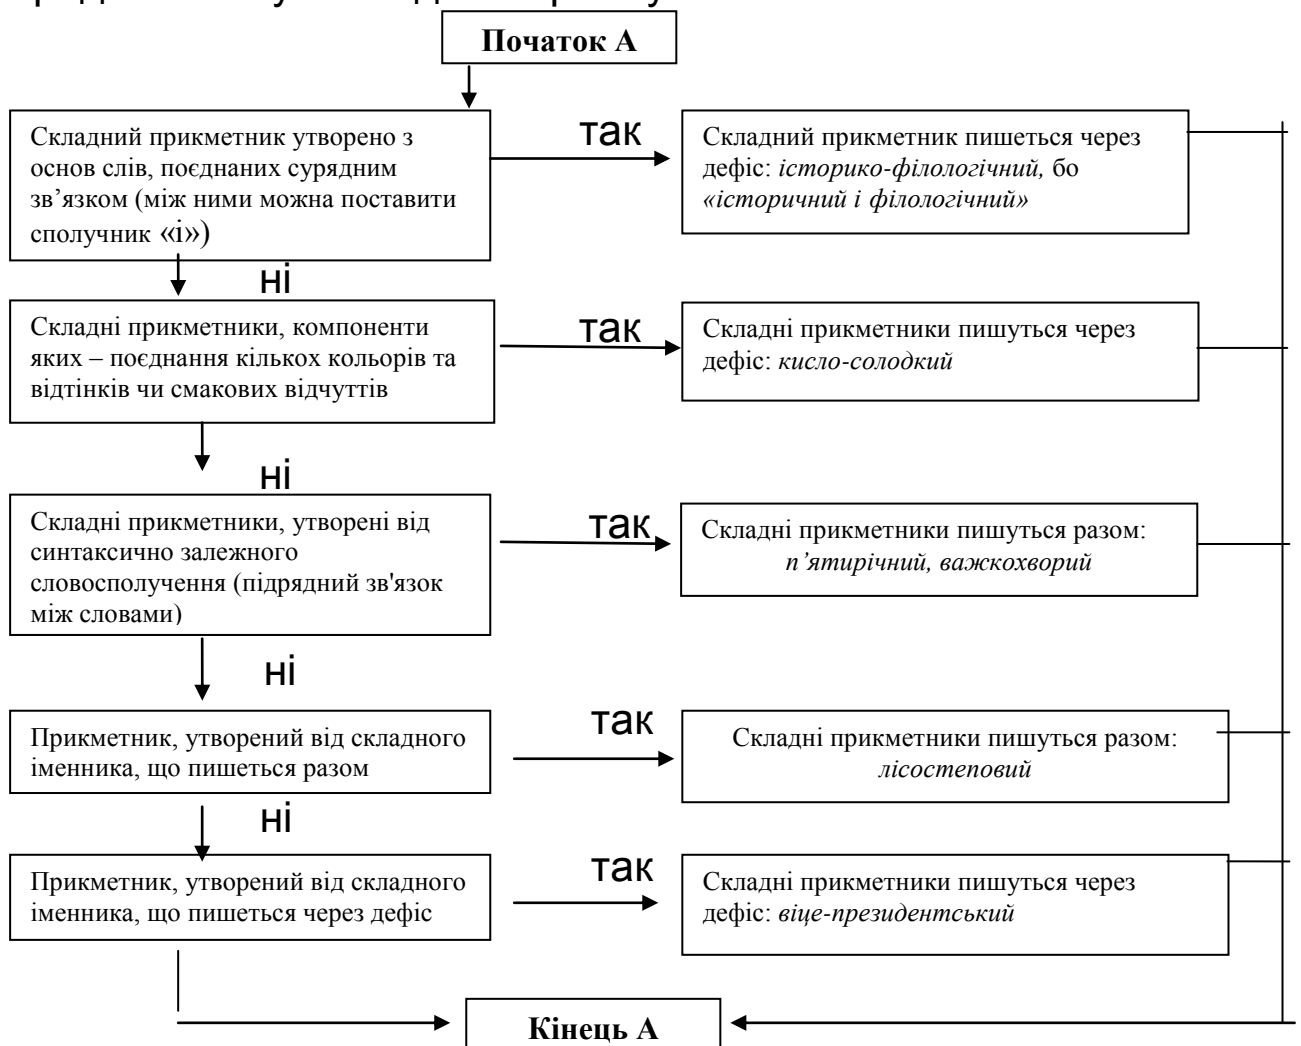 Початок А
Складний прикметник утворено з
основ слів, поєднаних сурядним
зв’язком (між ними можна поставити
сполучник «і»)
так
Складний прикметник пишеться через
дефіс: історико-філологічний, бо
«історичний і філологічний»
ні
Складні прикметники, компоненти
яких – поєднання кількох кольорів та
відтінків чи смакових відчуттів
так
Складні прикметники пишуться через
дефіс: кисло-солодкий
ні
Складні прикметники, утворені від
синтаксично залежного
словосполучення (підрядний зв'язок
між словами)
так
Складні прикметники пишуться разом:
п’ятирічний, важкохворий
ні
Прикметник, утворений від складного
іменника, що пишеться разом
так
Складні прикметники пишуться разом:
лісостеповий
ні
Прикметник, утворений від складного
іменника, що пишеться через дефіс
так
Складні прикметники пишуться через
дефіс: віце-президентський
Кінець А